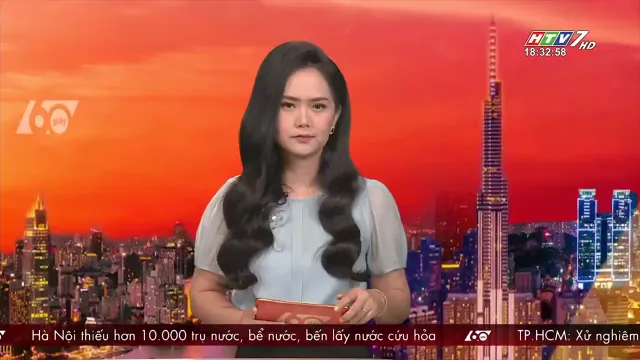 HTV7 HD
18:32:58
60 giây
Hà Nội thiếu hơn 10.000 trụ nước, bể nước, bến lấy nước cứu hỏa
60
TP.HCM: Xử nghiêm